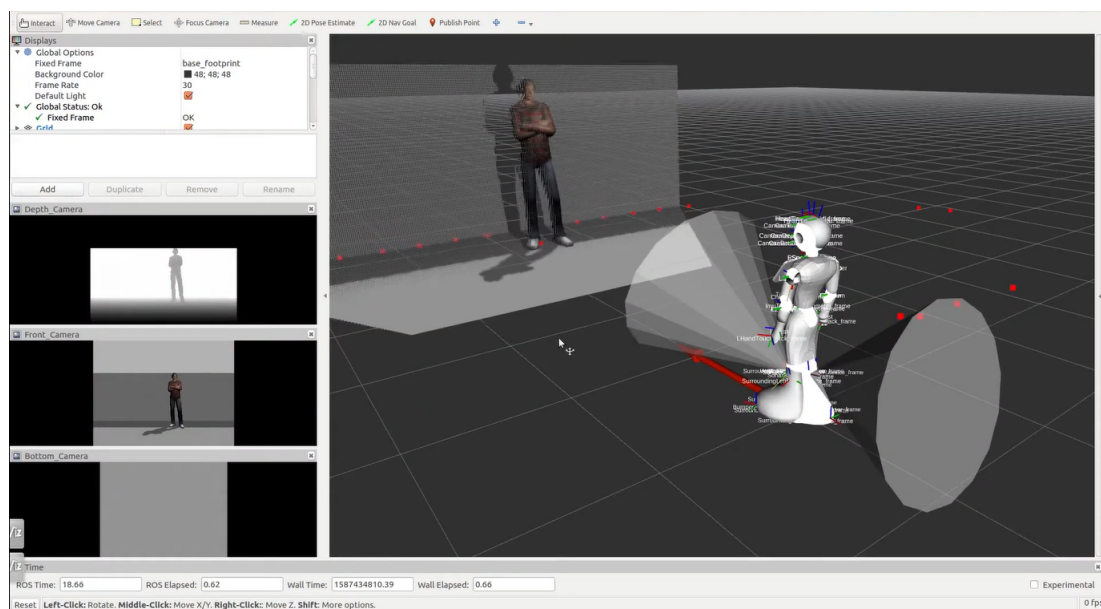 Interact Move Camera Select Focus Camera Measure 2D Pose Estimate 2D Nav Goal Publish Point
Displays
Global Options
Fixed Frame base_footprint
Background Color 48; 48; 48
Frame Rate 30
Default Light
Global Status: Ok
Fixed Frame OK
Grid
Add Duplicate Remove Rename
Depth_Camera
Front_Camera
Bottom_Camera
Time
ROS Time: 18.66 ROS Elapsed: 0.62 Wall Time: 1587434810.39 Wall Elapsed: 0.66 Experimental
Reset Left-Click: Rotate. Middle-Click: Move X/Y. Right-Click:: Move Z. Shift: More options. 0 fps